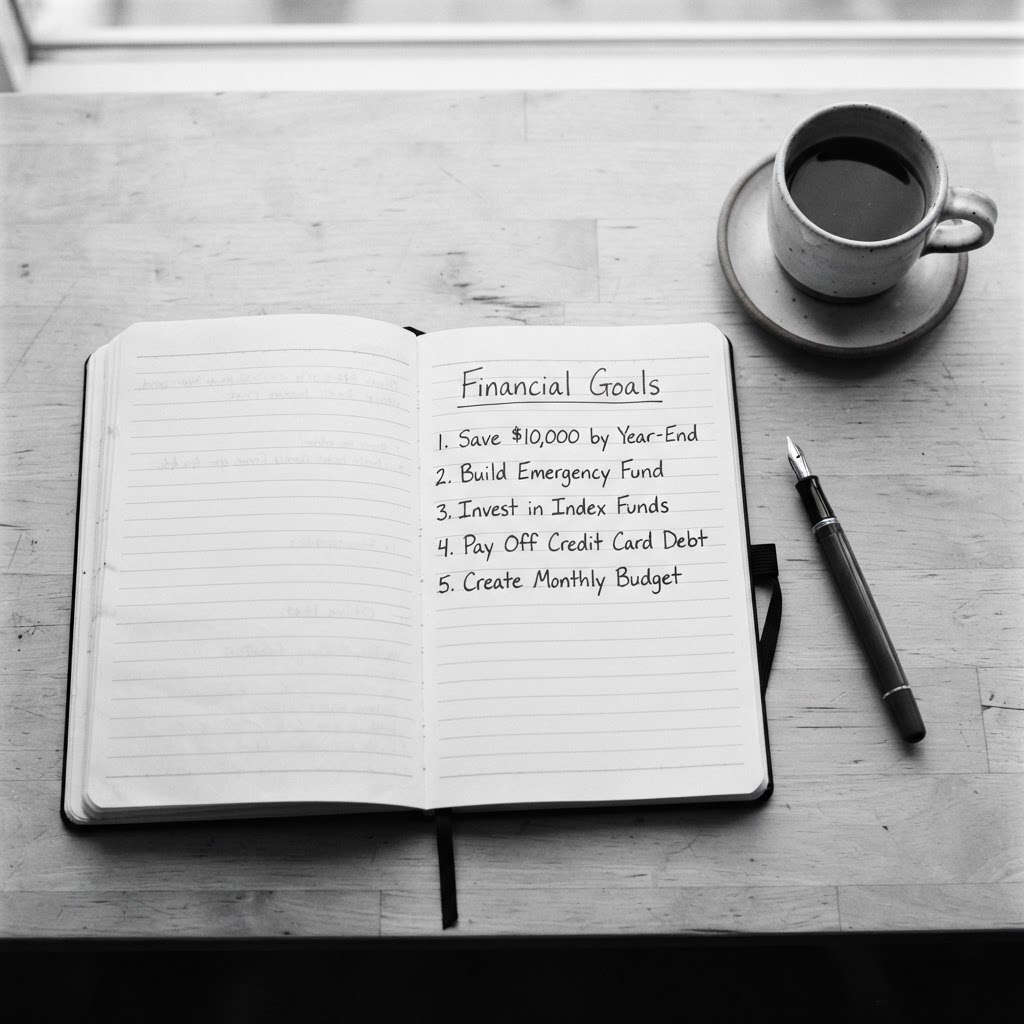 Financial Goals
1. Save $10,000 by Year-End
2. Build Emergency Fund
3. Invest in Index Funds
4. Pay Off Credit Card Debt
5. Create Monthly Budget